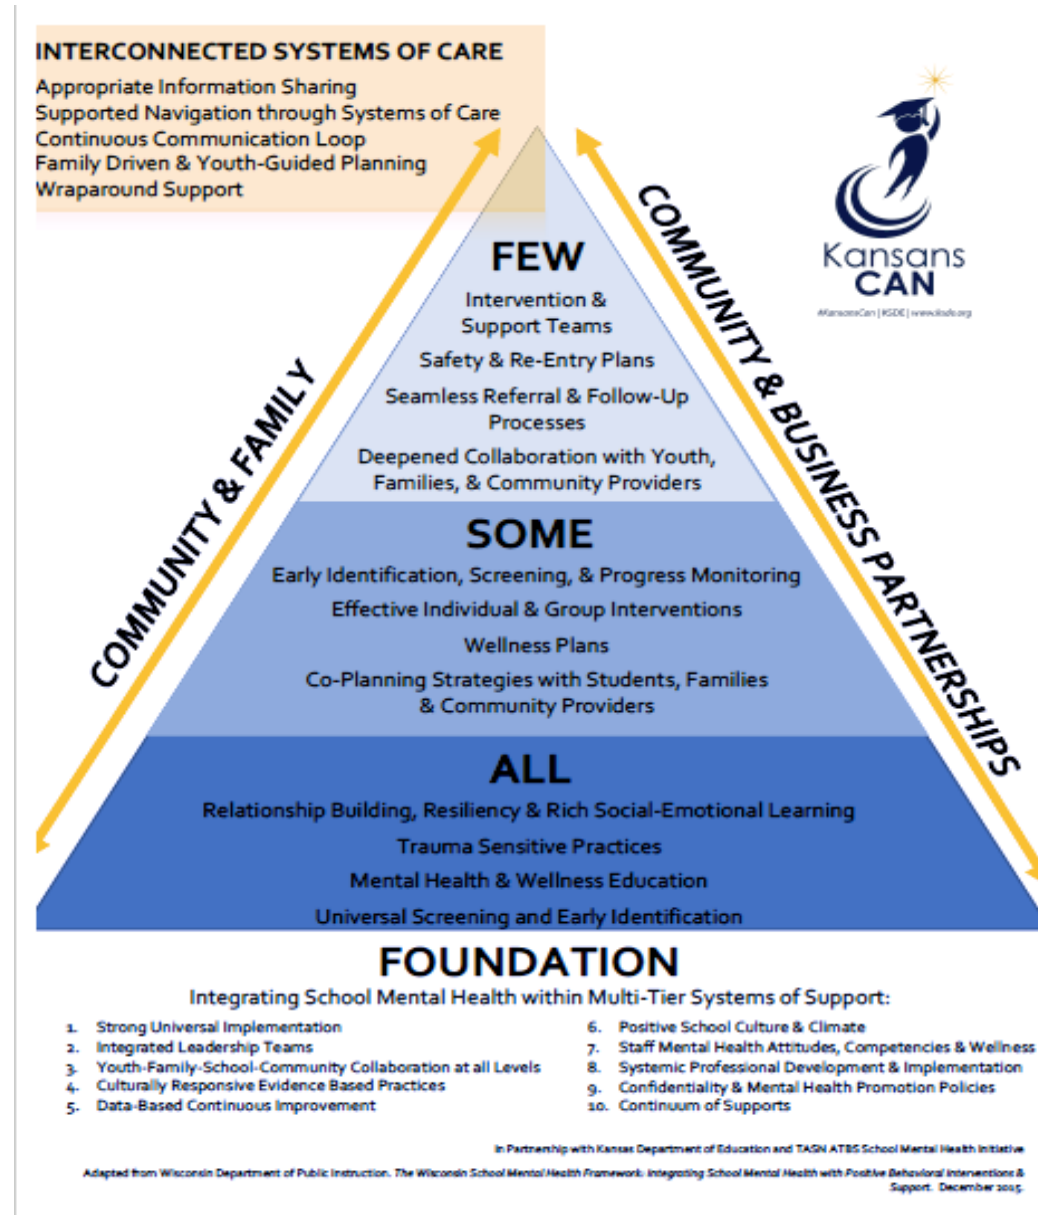 INTERCONNECTED SYSTEMS OF CARE
Appropriate Information Sharing
Supported Navigation through Systems of Care
Continuous Communication Loop
Family Driven & Youth-Guided Planning
Wraparound Support
Kansans
CAN
#KansansCan | KSDE | www.ksde.org
COMMUNITY & FAMILY
COMMUNITY & BUSINESS PARTNERSHIPS
FEW
Intervention &
Support Teams
Safety & Re-Entry Plans
Seamless Referral & Follow-Up
Processes
Deepened Collaboration with Youth,
Families, & Community Providers
SOME
Early Identification, Screening, & Progress Monitoring
Effective Individual & Group Interventions
Wellness Plans
Co-Planning Strategies with Students, Families
& Community Providers
ALL
Relationship Building, Resiliency & Rich Social-Emotional Learning
Trauma Sensitive Practices
Mental Health & Wellness Education
Universal Screening and Early Identification
FOUNDATION
Integrating School Mental Health within Multi-Tier Systems of Support:
1. Strong Universal Implementation
2. Integrated Leadership Teams
3. Youth-Family-School-Community Collaboration at all Levels
4. Culturally Responsive Evidence Based Practices
5. Data-Based Continuous Improvement
6. Positive School Culture & Climate
7. Staff Mental Health Attitudes, Competencies & Wellness
8. Systemic Professional Development & Implementation
9. Confidentiality & Mental Health Promotion Policies
10. Continuum of Supports
In Partnership with Kansas Department of Education and TASN ATBS School Mental Health Initiative
Adapted from Wisconsin Department of Public Instruction. The Wisconsin School Mental Health Framework: Integrating School Mental Health with Positive Behavioral Interventions &
Support. December 2015.